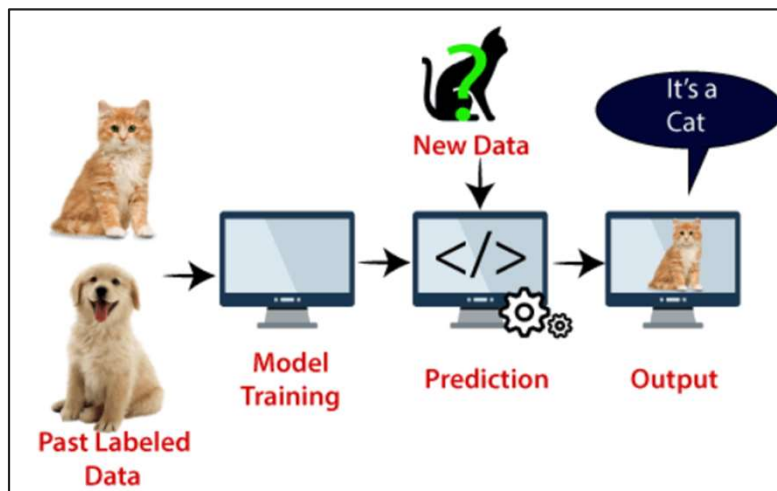 ?
New Data
It's a
Cat
</>
Model
Training
Prediction
Output
Past Labeled
Data